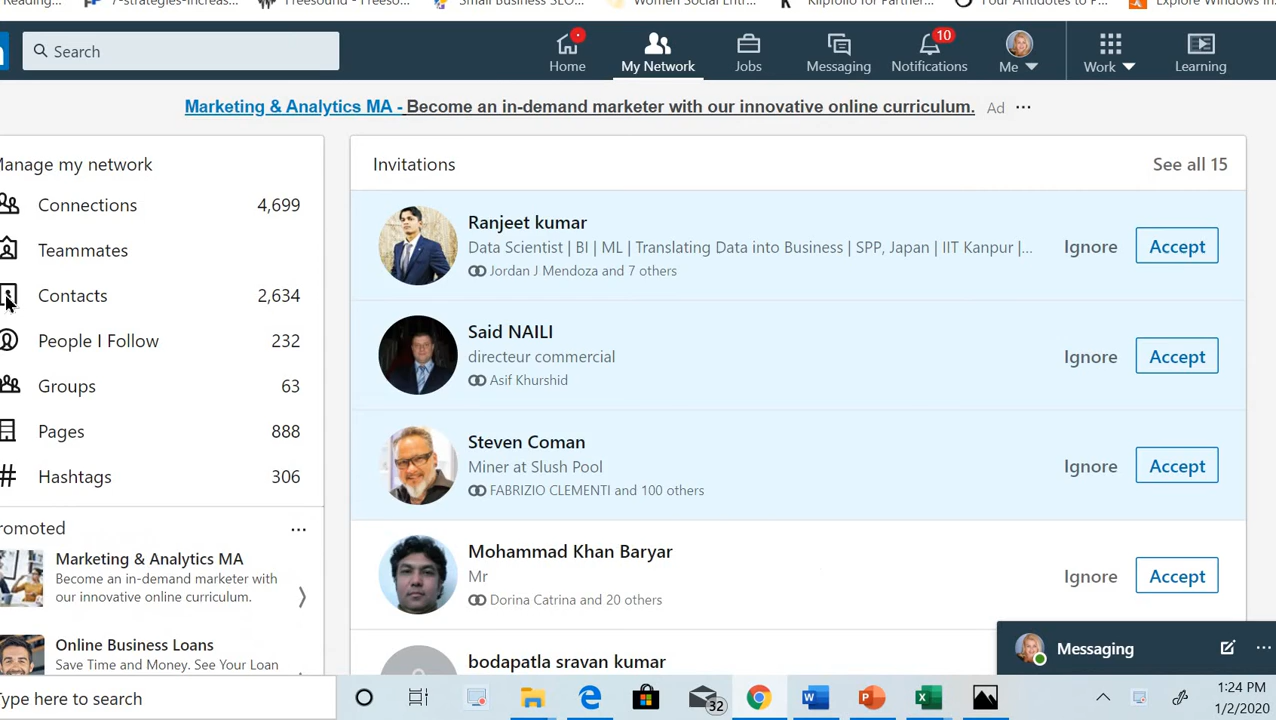 Reading...
7-strategies-increas...
Freesound - Freeso...
Small Business SEO...
Women Social Entr...
Klipfolio for Partner...
Your Antidotes to P...
Explore Windows In
Search
Home
My Network
Jobs
Messaging
10
Notifications
Me
Work
Learning
Marketing & Analytics MA - Become an in-demand marketer with our innovative online curriculum. Ad ...
Manage my network
Connections 4,699
Teammates
Contacts 2,634
People I Follow 232
Groups 63
Pages 888
# Hashtags 306
Promoted ...
Marketing & Analytics MA
Become an in-demand marketer with
our innovative online curriculum.
Online Business Loans
Save Time and Money. See Your Loan
Invitations See all 15
Ranjeet kumar
Data Scientist | BI | ML | Translating Data into Business | SPP, Japan | IIT Kanpur |...
Jordan J Mendoza and 7 others
Ignore Accept
Said NAILI
directeur commercial
Asif Khurshid
Ignore Accept
Steven Coman
Miner at Slush Pool
FABRIZIO CLEMENTI and 100 others
Ignore Accept
Mohammad Khan Baryar
Mr
Dorina Catrina and 20 others
Ignore Accept
bodapatla sravan kumar
Messaging ...
Type here to search
32
1:24 PM
1/2/2020